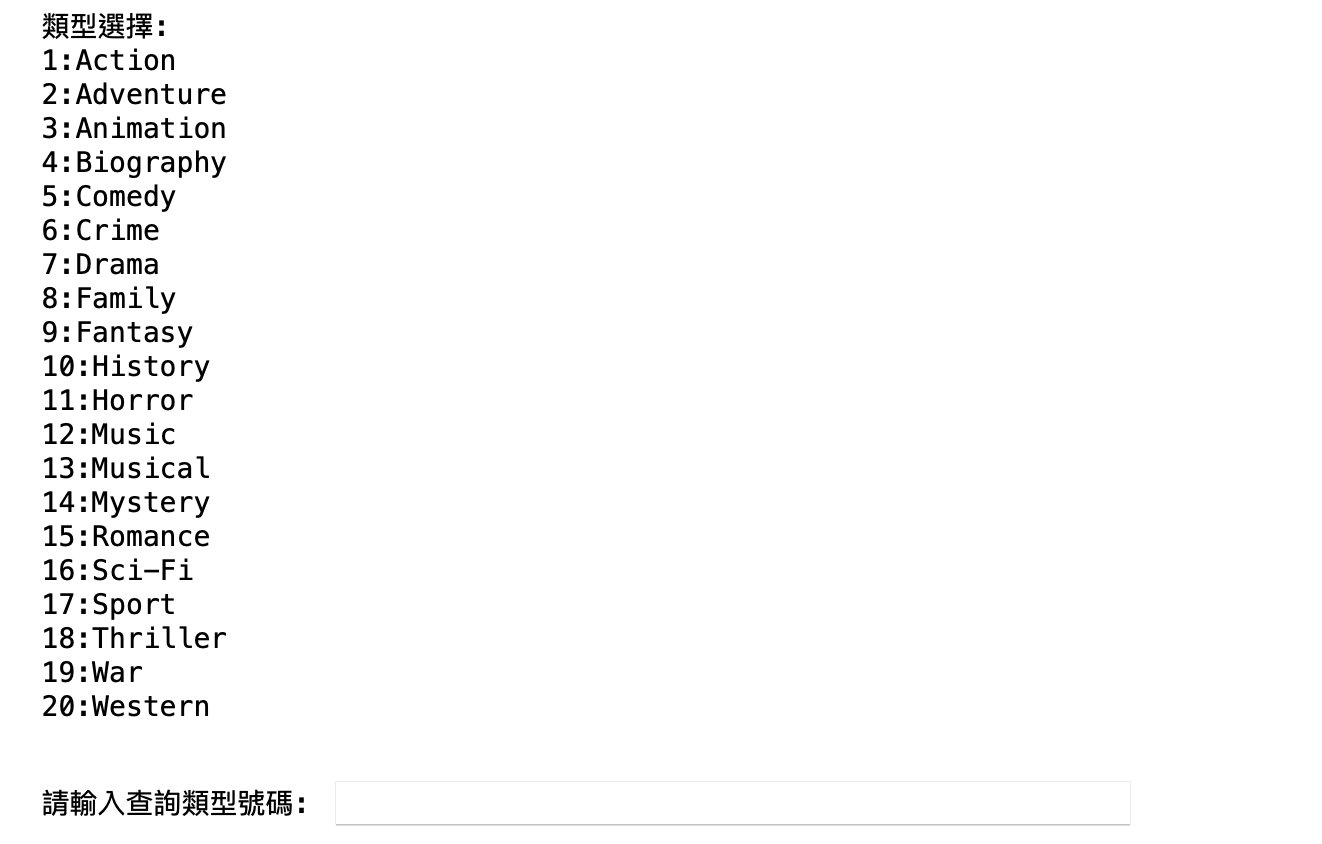 類型選擇:
1:Action
2:Adventure
3:Animation
4:Biography
5:Comedy
6:Crime
7:Drama
8:Family
9:Fantasy
10:History
11:Horror
12:Music
13:Musical
14:Mystery
15:Romance
16:Sci-Fi
17:Sport
18:Thriller
19:War
20:Western
請輸入查詢類型號碼: